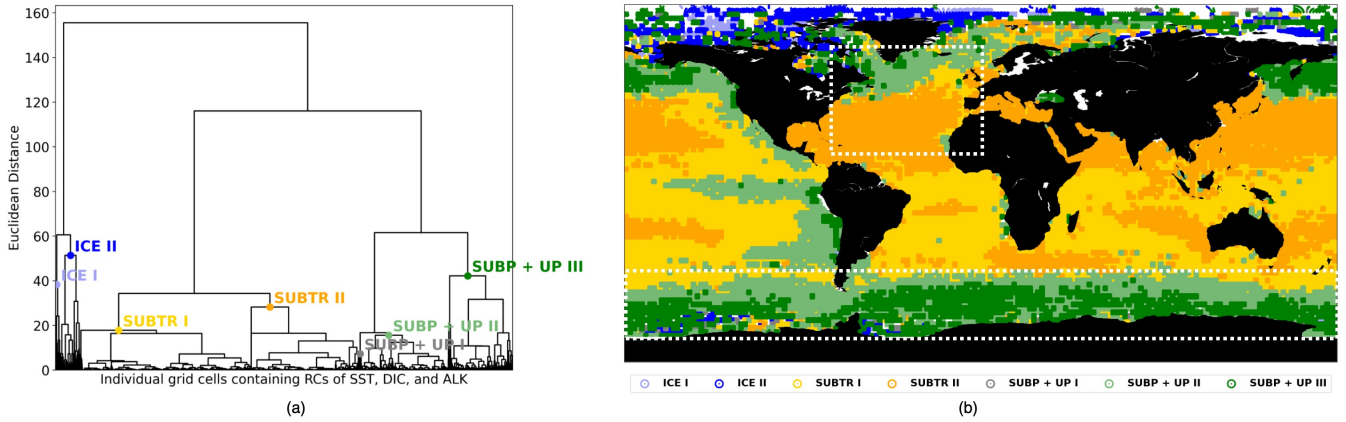 160
140
120
100
80
60
40
20
0
Euclidean Distance
ICE II
ICE I
SUBP + UP III
SUBTR II
SUBTR I
SUBP + UP II
SUBP + UP I
Individual grid cells containing RCs of SST, DIC, and ALK
(a)
ICE I ICE II SUBTR I SUBTR II SUBP + UP I SUBP + UP II SUBP + UP III
(b)